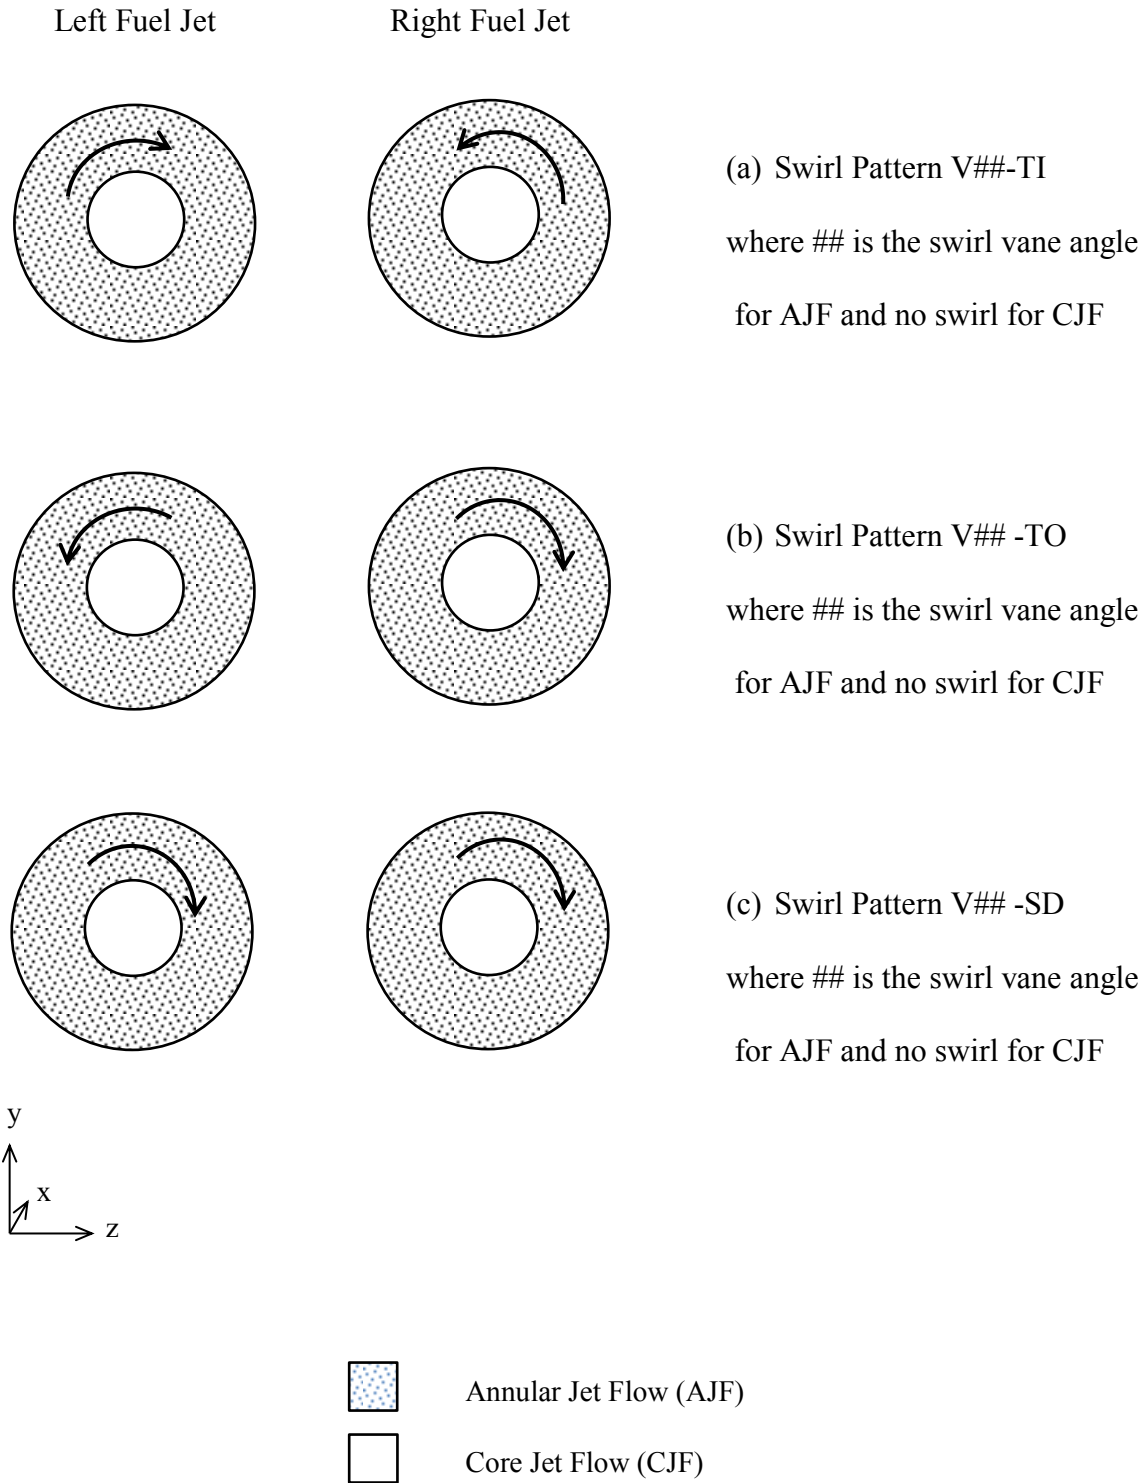 Left Fuel Jet
Right Fuel Jet
(a) Swirl Pattern V##-TI
where ## is the swirl vane angle
for AJF and no swirl for CJF
(b) Swirl Pattern V## -TO
where ## is the swirl vane angle
for AJF and no swirl for CJF
(c) Swirl Pattern V## -SD
where ## is the swirl vane angle
for AJF and no swirl for CJF
y
x
z
Annular Jet Flow (AJF)
Core Jet Flow (CJF)